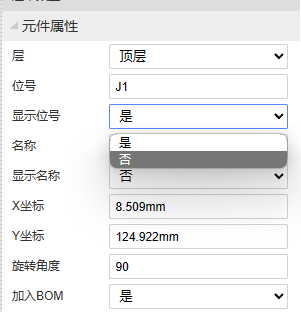 元件属性
层 顶层
位号 J1
显示位号 是
名称 是
否
显示名称 否
X坐标 8.509mm
Y坐标 124.922mm
旋转角度 90
加入BOM 是